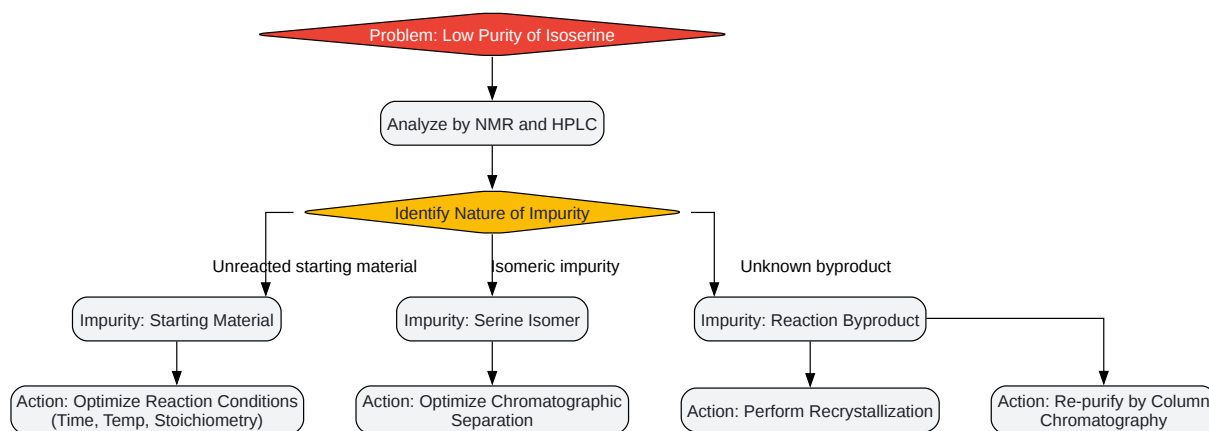 Problem: Low Purity of Isoserine
Analyze by NMR and HPLC
Identify Nature of Impurity
Unreacted starting material
Isomeric impurity
Unknown byproduct
Impurity: Starting Material
Impurity: Serine Isomer
Impurity: Reaction Byproduct
Action: Optimize Reaction Conditions
(Time, Temp, Stoichiometry)
Action: Optimize Chromatographic
Separation
Action: Perform Recrystallization
Action: Re-purify by Column
Chromatography